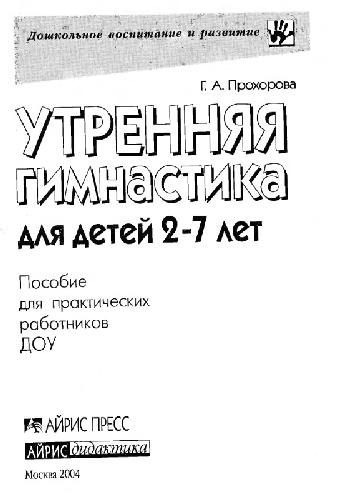 Дошкольное воспитание и развитие
Г. А. Прохорова
УТРЕННЯЯ
ГИМНАСТИКА
для детей 2-7 лет
Пособие
для практических
работников
ДОУ
АЙРИС ПРЕСС
АЙРИС дидактика
Москва 2004